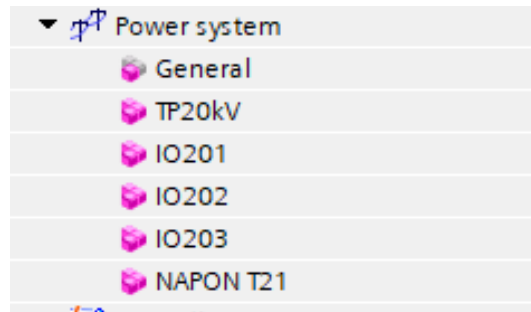 Power system
General
TP20kV
IO201
IO202
IO203
NAPON T21